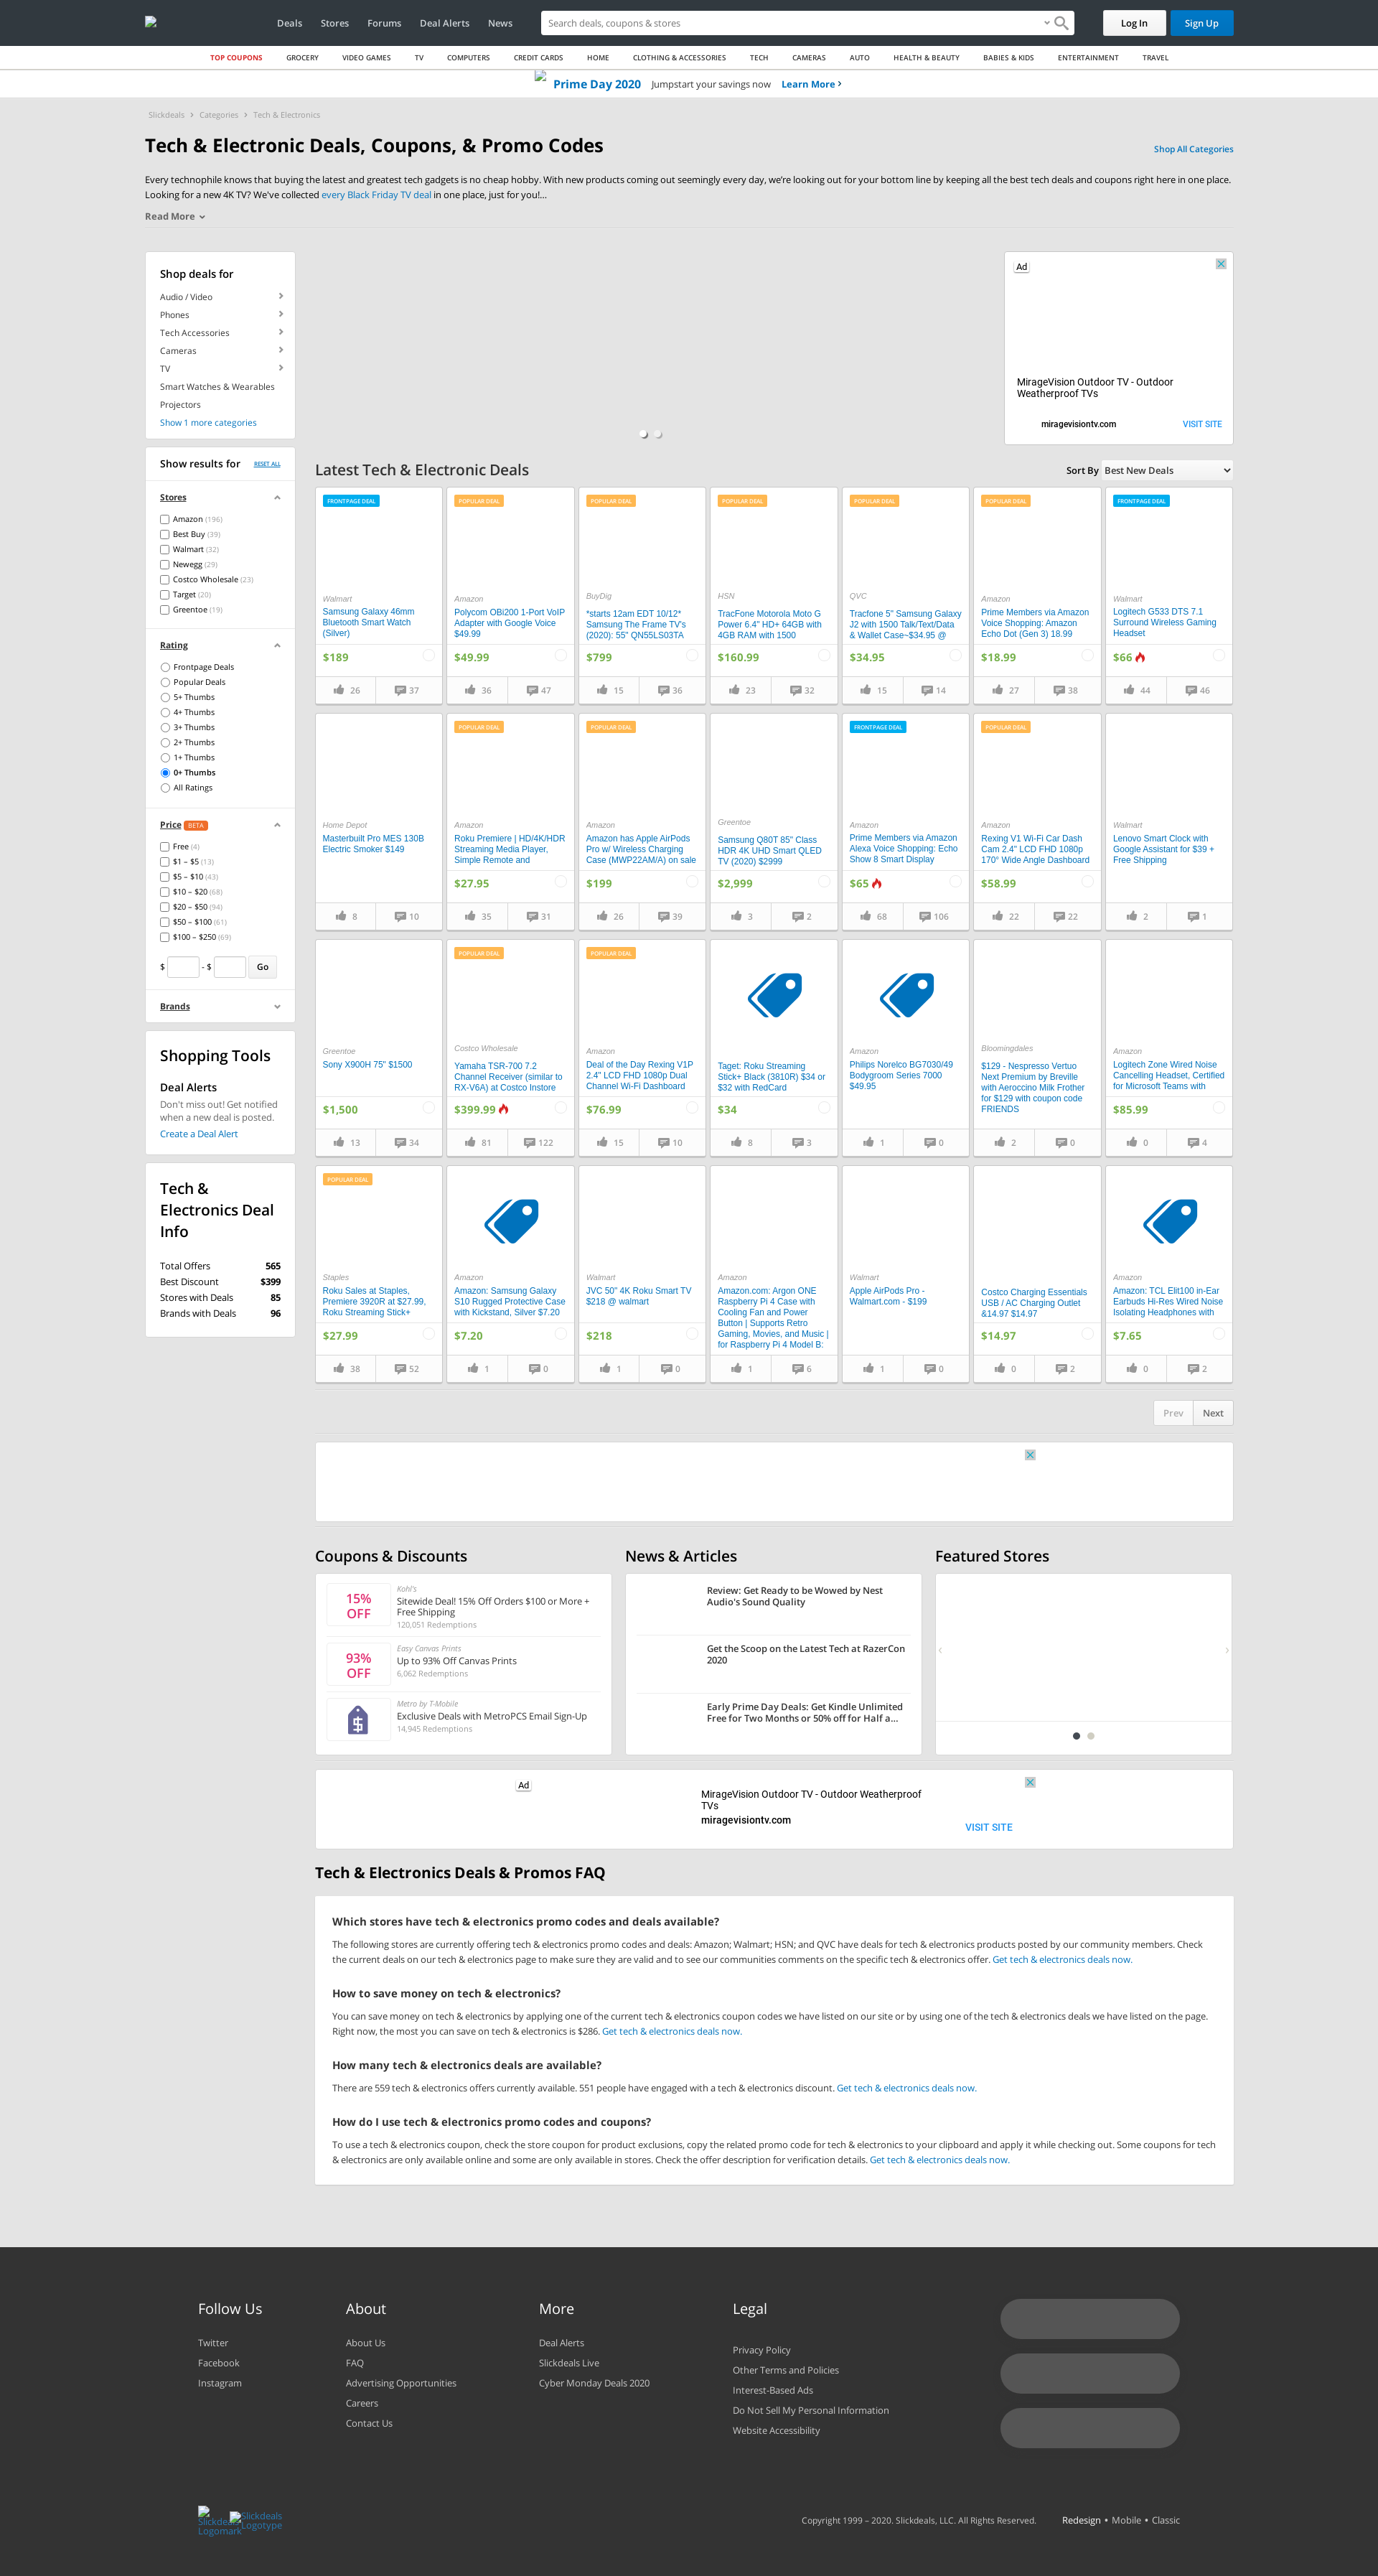 Deals Stores Forums Deal Alerts News
Search deals, coupons & stores
Log In
Sign Up
TOP COUPONS GROCERY VIDEO GAMES TV COMPUTERS CREDIT CARDS HOME CLOTHING & ACCESSORIES TECH CAMERAS AUTO HEALTH & BEAUTY BABIES & KIDS ENTERTAINMENT TRAVEL
Prime Day 2020 Jumpstart your savings now Learn More
Slickdeals > Categories > Tech & Electronics
Tech & Electronic Deals, Coupons, & Promo Codes
Shop All Categories
Every technophile knows that buying the latest and greatest tech gadgets is no cheap hobby. With new products coming out seemingly every day, we're looking out for your bottom line by keeping all the best tech deals and coupons right here in one place.
Looking for a new 4K TV? We've collected every Black Friday TV deal in one place, just for you!...
Read More
Shop deals for
Audio / Video
Phones
Tech Accessories
Cameras
TV
Smart Watches & Wearables
Projectors
Show 1 more categories
Ad
MirageVision Outdoor TV - Outdoor
Weatherproof TVs
miragevisiontv.com
VISIT SITE
Show results for
RESET ALL
Stores
Amazon (196)
Best Buy (39)
Walmart (32)
Newegg (29)
Costco Wholesale (23)
Target (20)
Greentoe (19)
Rating
Frontpage Deals
Popular Deals
5+ Thumbs
4+ Thumbs
3+ Thumbs
2+ Thumbs
1+ Thumbs
0+ Thumbs
All Ratings
Price BETA
Free (4)
$1 – $5 (13)
$5 – $10 (43)
$10 – $20 (68)
$20 – $50 (94)
$50 – $100 (61)
$100 – $250 (69)
$ - $ Go
Brands
Shopping Tools
Deal Alerts
Don't miss out! Get notified
when a new deal is posted.
Create a Deal Alert
Tech &
Electronics Deal
Info
Total Offers 565
Best Discount $399
Stores with Deals 85
Brands with Deals 96
Latest Tech & Electronic Deals
Sort By Best New Deals
FRONTPAGE DEAL
Walmart
Samsung Galaxy 46mm
Bluetooth Smart Watch
(Silver)
$189
26 37
POPULAR DEAL
Amazon
Polycom OBi200 1-Port VoIP
Adapter with Google Voice
$49.99
$49.99
36 47
POPULAR DEAL
BuyDig
*starts 12am EDT 10/12*
Samsung The Frame TV's
(2020): 55" QN55LS03TA
$799
15 36
POPULAR DEAL
HSN
TracFone Motorola Moto G
Power 6.4" HD+ 64GB with
4GB RAM with 1500
$160.99
23 32
POPULAR DEAL
QVC
Tracfone 5" Samsung Galaxy
J2 with 1500 Talk/Text/Data
& Wallet Case~$34.95 @
$34.95
15 14
POPULAR DEAL
Amazon
Prime Members via Amazon
Voice Shopping: Amazon
Echo Dot (Gen 3) 18.99
$18.99
27 38
FRONTPAGE DEAL
Walmart
Logitech G533 DTS 7.1
Surround Wireless Gaming
Headset
$66
44 46
Home Depot
Masterbuilt Pro MES 130B
Electric Smoker $149
8 10
POPULAR DEAL
Amazon
Roku Premiere | HD/4K/HDR
Streaming Media Player,
Simple Remote and
$27.95
35 31
POPULAR DEAL
Amazon
Amazon has Apple AirPods
Pro w/ Wireless Charging
Case (MWP22AM/A) on sale
$199
26 39
Greentoe
Samsung Q80T 85" Class
HDR 4K UHD Smart QLED
TV (2020) $2999
$2,999
3 2
FRONTPAGE DEAL
Amazon
Prime Members via Amazon
Alexa Voice Shopping: Echo
Show 8 Smart Display
$65
68 106
POPULAR DEAL
Amazon
Rexing V1 Wi-Fi Car Dash
Cam 2.4" LCD FHD 1080p
170° Wide Angle Dashboard
$58.99
22 22
Walmart
Lenovo Smart Clock with
Google Assistant for $39 +
Free Shipping
2 1
Greentoe
Sony X900H 75" $1500
$1,500
13 34
POPULAR DEAL
Costco Wholesale
Yamaha TSR-700 7.2
Channel Receiver (similar to
RX-V6A) at Costco Instore
$399.99
81 122
POPULAR DEAL
Amazon
Deal of the Day Rexing V1P
2.4" LCD FHD 1080p Dual
Channel Wi-Fi Dashboard
$76.99
15 10
Taget: Roku Streaming
Stick+ Black (3810R) $34 or
$32 with RedCard
$34
8 3
Amazon
Philips Norelco BG7030/49
Bodygroom Series 7000
$49.95
1 0
Bloomingdales
$129 - Nespresso Vertuo
Next Premium by Breville
with Aeroccino Milk Frother
for $129 with coupon code
FRIENDS
2 0
Amazon
Logitech Zone Wired Noise
Cancelling Headset, Certified
for Microsoft Teams with
$85.99
0 4
POPULAR DEAL
Staples
Roku Sales at Staples,
Premiere 3920R at $27.99,
Roku Streaming Stick+
$27.99
38 52
Amazon
Amazon: Samsung Galaxy
S10 Rugged Protective Case
with Kickstand, Silver $7.20
$7.20
1 0
Walmart
JVC 50" 4K Roku Smart TV
$218 @ walmart
$218
1 0
Amazon
Amazon.com: Argon ONE
Raspberry Pi 4 Case with
Cooling Fan and Power
Button | Supports Retro
Gaming, Movies, and Music |
for Raspberry Pi 4 Model B:
1 6
Walmart
Apple AirPods Pro -
Walmart.com - $199
1 0
Costco Charging Essentials
USB / AC Charging Outlet
&14.97 $14.97
$14.97
0 2
Amazon
Amazon: TCL Elit100 in-Ear
Earbuds Hi-Res Wired Noise
Isolating Headphones with
$7.65
0 2
Prev Next
Coupons & Discounts
15%
OFF
Kohl's
Sitewide Deal! 15% Off Orders $100 or More +
Free Shipping
120,051 Redemptions
93%
OFF
Easy Canvas Prints
Up to 93% Off Canvas Prints
6,062 Redemptions
Metro by T-Mobile
Exclusive Deals with MetroPCS Email Sign-Up
14,945 Redemptions
News & Articles
Review: Get Ready to be Wowed by Nest
Audio's Sound Quality
Get the Scoop on the Latest Tech at RazerCon
2020
Early Prime Day Deals: Get Kindle Unlimited
Free for Two Months or 50% off for Half a...
Featured Stores
Ad
MirageVision Outdoor TV - Outdoor Weatherproof
TVs
miragevisiontv.com
VISIT SITE
Tech & Electronics Deals & Promos FAQ
Which stores have tech & electronics promo codes and deals available?
The following stores are currently offering tech & electronics promo codes and deals: Amazon; Walmart; HSN; and QVC have deals for tech & electronics products posted by our community members. Check
the current deals on our tech & electronics page to make sure they are valid and to see our communities comments on the specific tech & electronics offer. Get tech & electronics deals now.
How to save money on tech & electronics?
You can save money on tech & electronics by applying one of the current tech & electronics coupon codes we have listed on our site or by using one of the tech & electronics deals we have listed on the page.
Right now, the most you can save on tech & electronics is $286. Get tech & electronics deals now.
How many tech & electronics deals are available?
There are 559 tech & electronics offers currently available. 551 people have engaged with a tech & electronics discount. Get tech & electronics deals now.
How do I use tech & electronics promo codes and coupons?
To use a tech & electronics coupon, check the store coupon for product exclusions, copy the related promo code for tech & electronics to your clipboard and apply it while checking out. Some coupons for tech
& electronics are only available online and some are only available in stores. Check the offer description for verification details. Get tech & electronics deals now.
Follow Us
Twitter
Facebook
Instagram
About
About Us
FAQ
Advertising Opportunities
Careers
Contact Us
More
Deal Alerts
Slickdeals Live
Cyber Monday Deals 2020
Legal
Privacy Policy
Other Terms and Policies
Interest-Based Ads
Do Not Sell My Personal Information
Website Accessibility
Slickdeals
Logomark
Slickdeals
Logotype
Copyright 1999 – 2020. Slickdeals, LLC. All Rights Reserved.
Redesign • Mobile • Classic